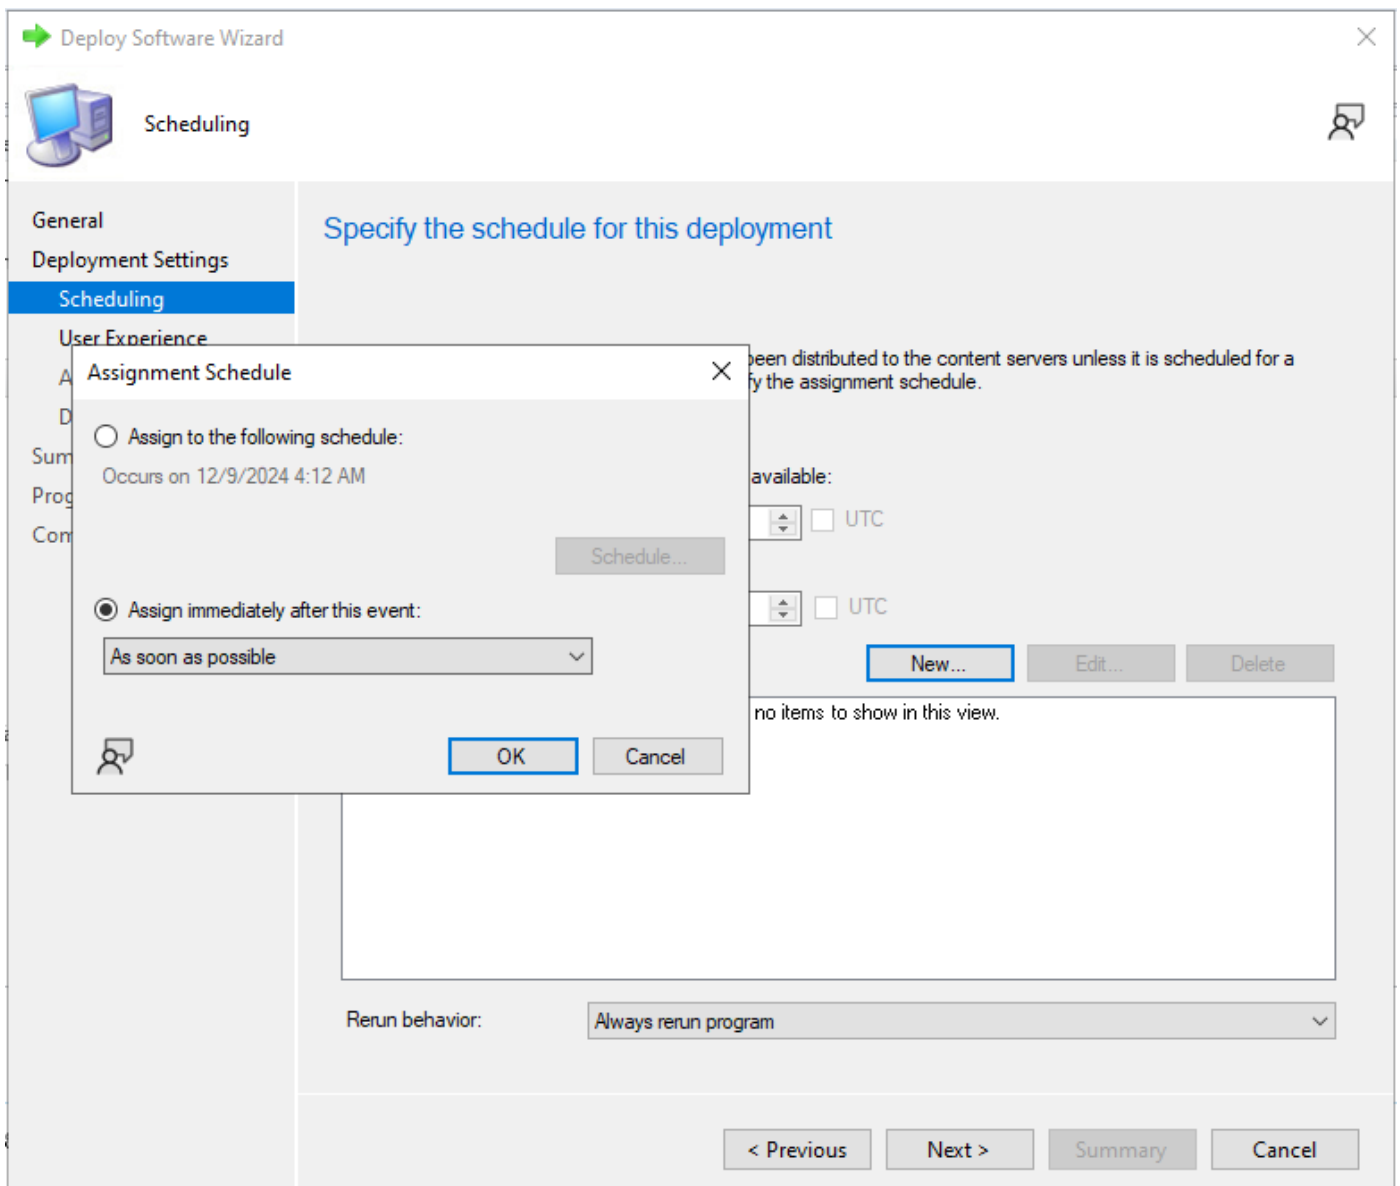 Deploy Software Wizard
Scheduling
General
Deployment Settings
Scheduling
User Experience
Specify the schedule for this deployment
been distributed to the content servers unless it is scheduled for a
the assignment schedule.
available:
UTC
UTC
New...
Edit...
Delete
no items to show in this view.
Assignment Schedule
Assign to the following schedule:
Occurs on 12/9/2024 4:12 AM
Schedule...
Assign immediately after this event:
As soon as possible
OK
Cancel
A
D
Sum
Prog
Com
Rerun behavior:
Always rerun program
< Previous
Next >
Summary
Cancel